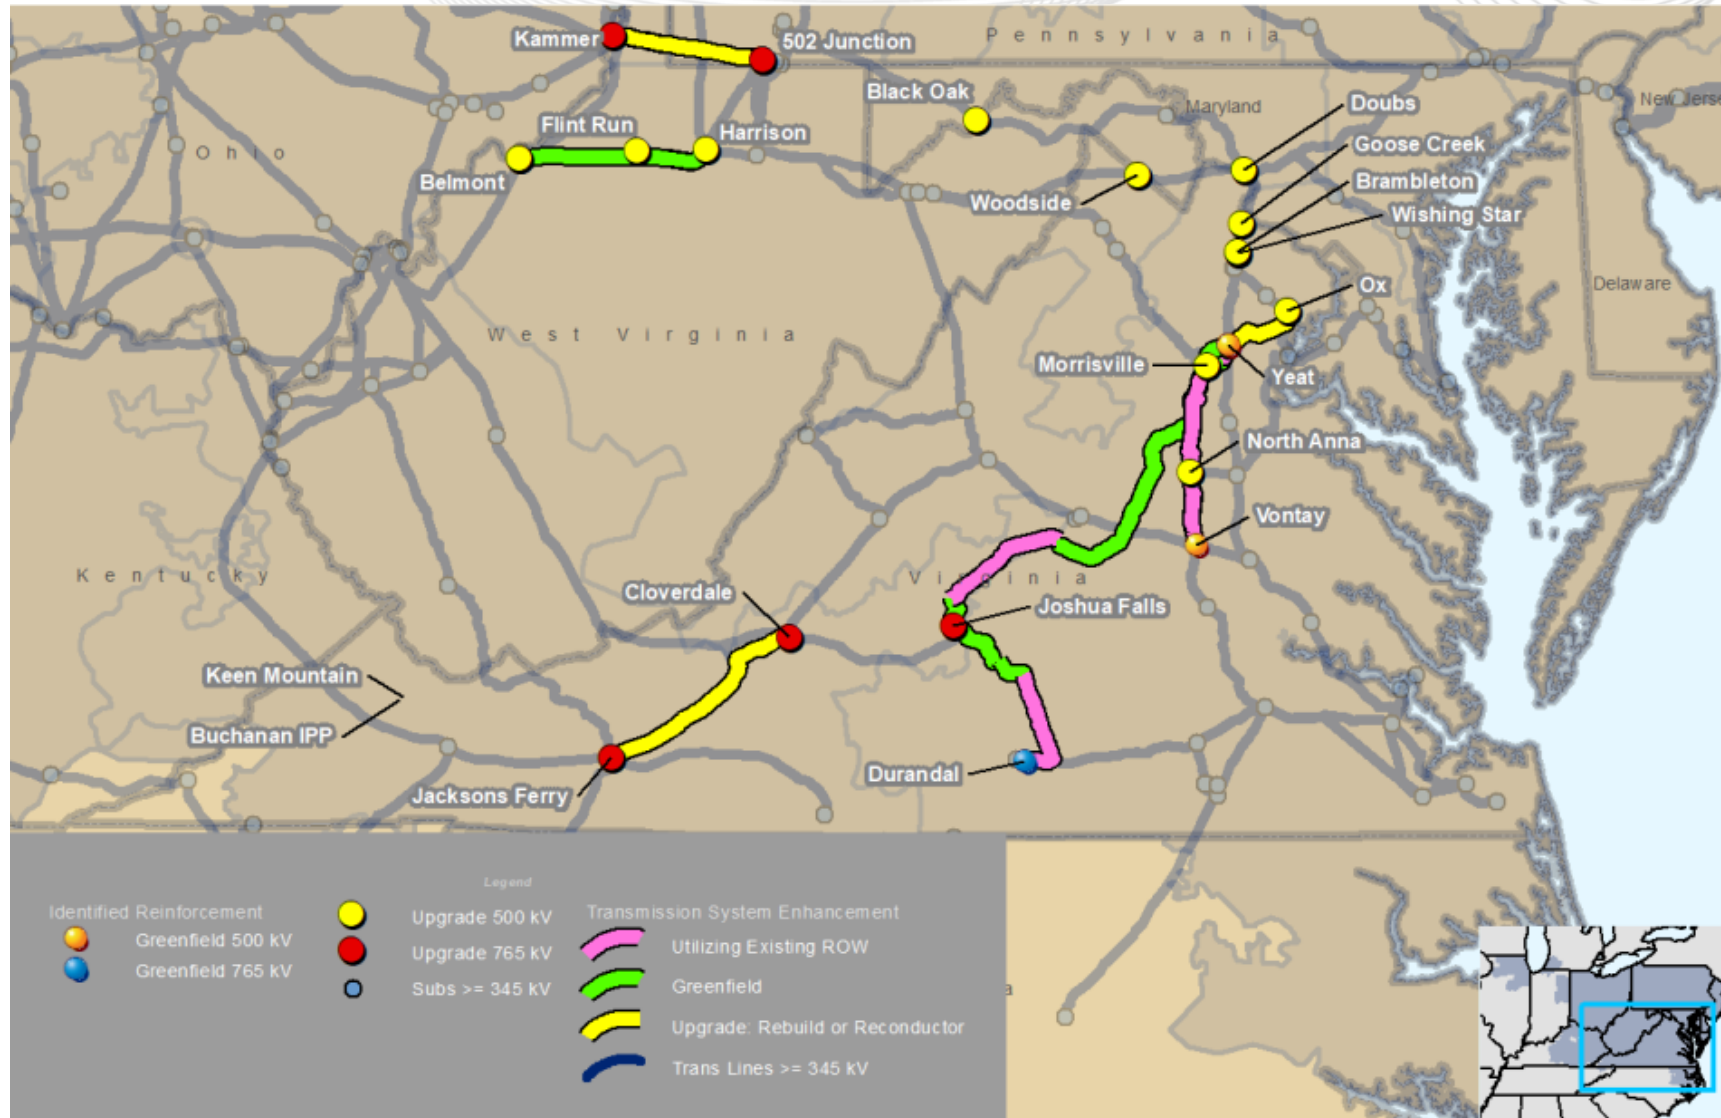 Pennsylvania
Kammer
502 Junction
Black Oak
Maryland
Doubs
New Jerse
Flint Run
Harrison
Goose Creek
Ohio
Belmont
Brambleton
Woodside
Wishing Star
Ox
Delaware
West Virginia
Morrisville
Yeat
North Anna
Vontay
Kentucky
Virginia
Cloverdale
Joshua Falls
Keen Mountain
Buchanan IPP
Durandal
Jacksons Ferry
Legend
Identified Reinforcement
Greenfield 500 kV
Greenfield 765 kV
Upgrade 500 kV
Upgrade 765 kV
Subs >= 345 kV
Transmission System Enhancement
Utilizing Existing ROW
Greenfield
Upgrade: Rebuild or Reconductor
Trans Lines >= 345 kV
a